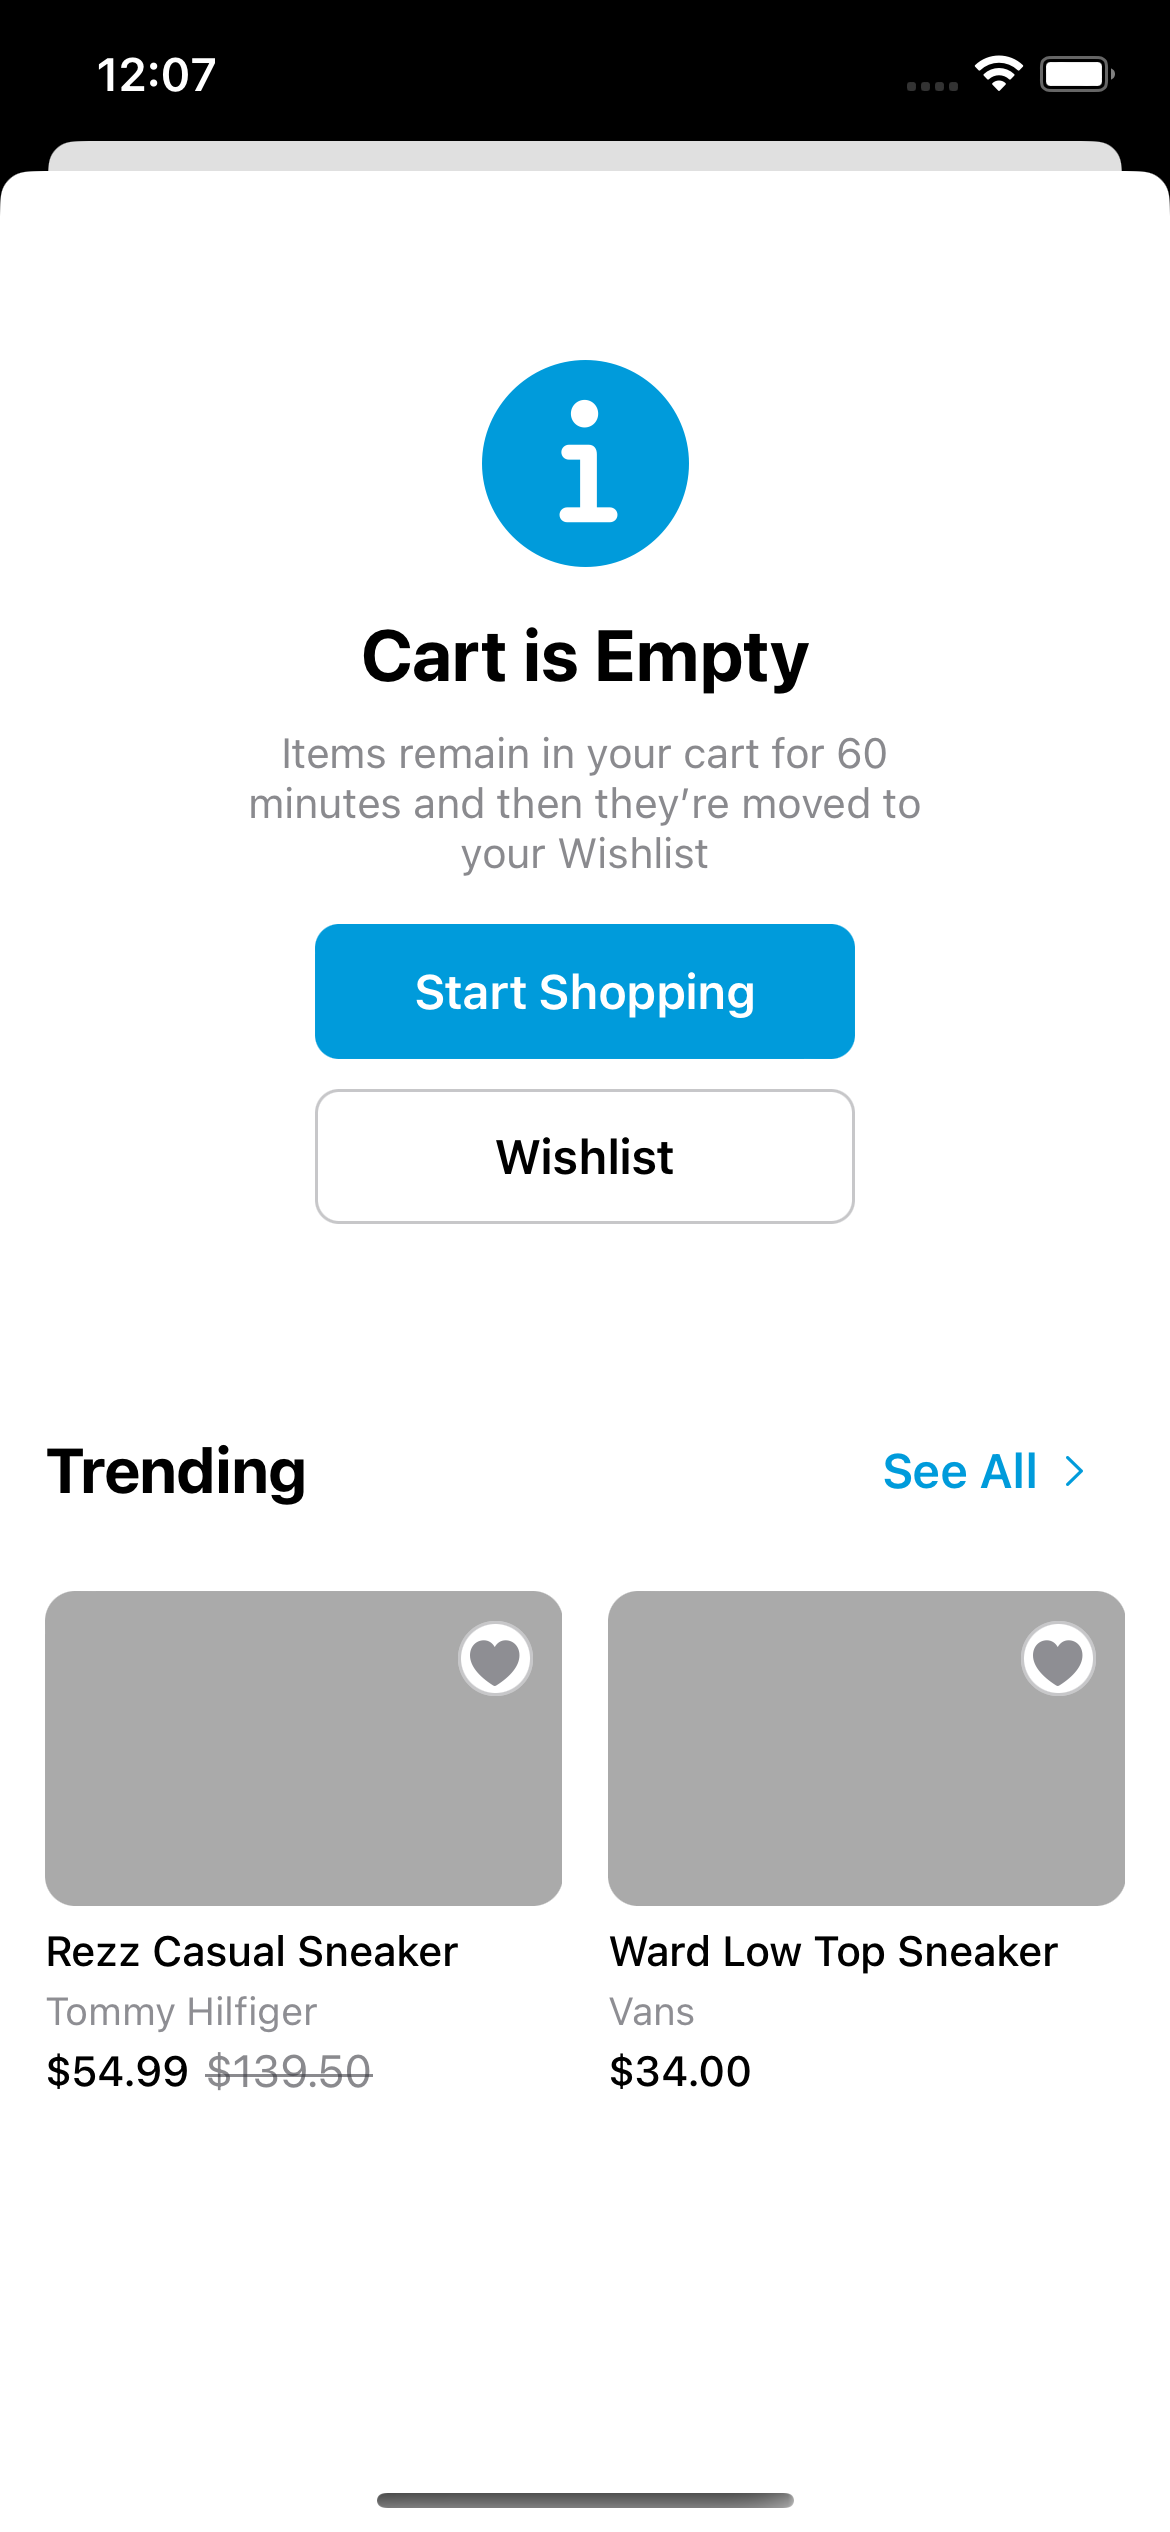 12:07
Cart is Empty
Items remain in your cart for 60
minutes and then they’re moved to
your Wishlist
Start Shopping
Wishlist
Trending
See All
Rezz Casual Sneaker
Tommy Hilfiger
$54.99 $139.50
Ward Low Top Sneaker
Vans
$34.00